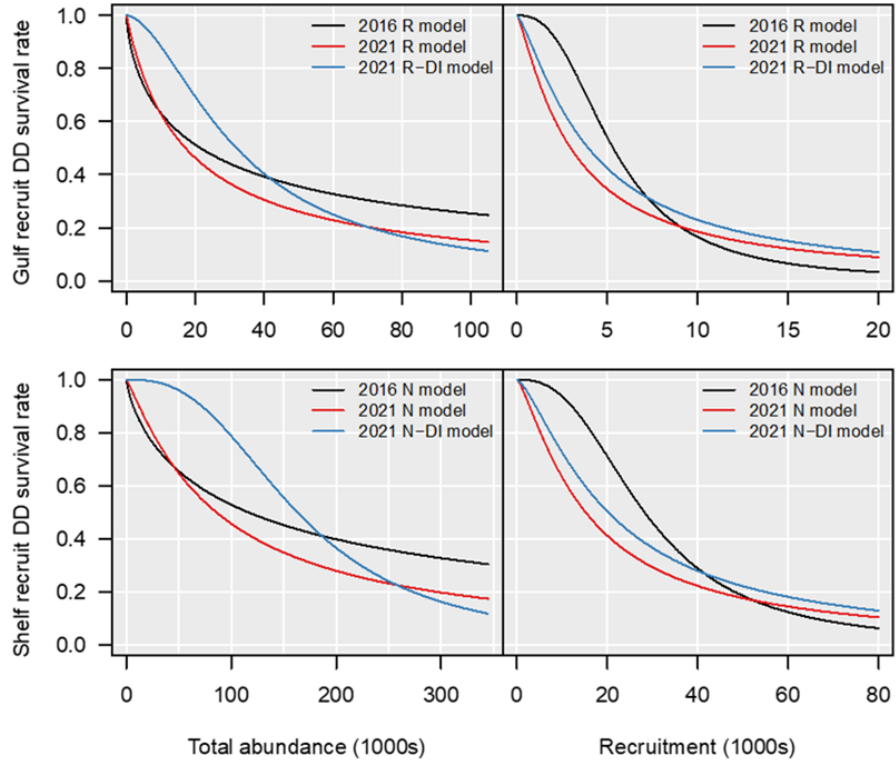 Gulf recruit DD survival rate
1.0
0.8
0.6
0.4
0.2
0.0
2016 R model
2021 R model
2021 R−DI model
0 20 40 60 80 100
2016 R model
2021 R model
2021 R−DI model
0 5 10 15 20
Shelf recruit DD survival rate
1.0
0.8
0.6
0.4
0.2
0.0
2016 N model
2021 N model
2021 N−DI model
0 100 200 300
2016 N model
2021 N model
2021 N−DI model
0 20 40 60 80
Total abundance (1000s)
Recruitment (1000s)